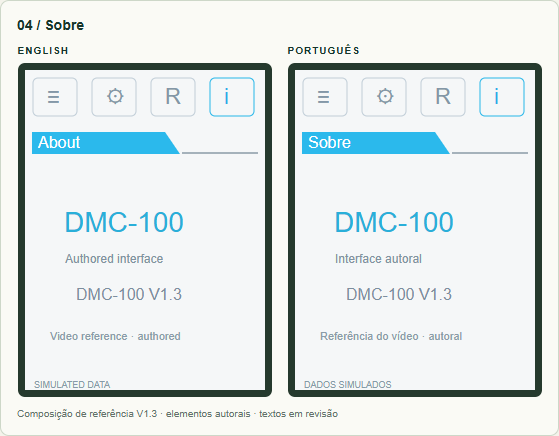 04 / Sobre
ENGLISH
R
i
About
DMC-100
Authored interface
DMC-100 V1.3
Video reference · authored
SIMULATED DATA
PORTUGUÊS
R
i
Sobre
DMC-100
Interface autoral
DMC-100 V1.3
Referência do vídeo · autoral
DADOS SIMULADOS
Composição de referência V1.3 · elementos autorais · textos em revisão